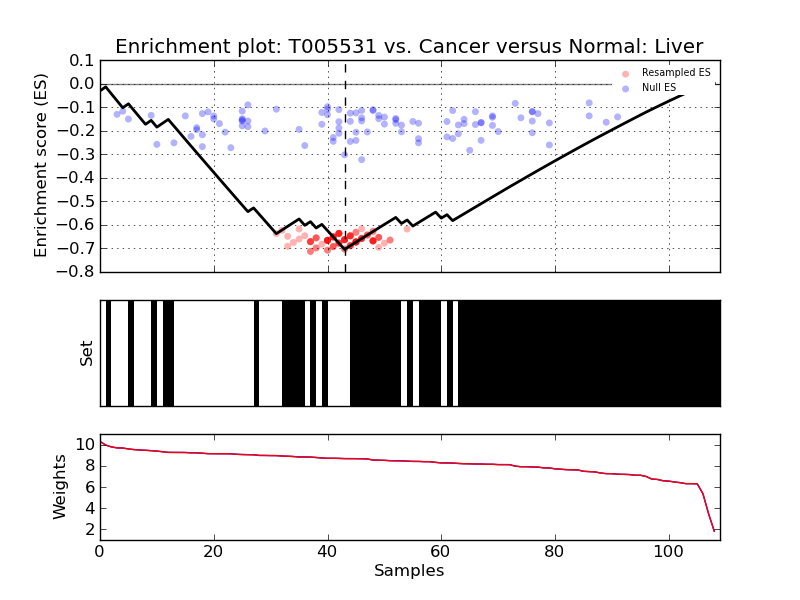 Enrichment plot: T005531 vs. Cancer versus Normal: Liver
0.1
0.0
−0.1
−0.2
−0.3
−0.4
−0.5
−0.6
−0.7
−0.8
Enrichment score (ES)
Resampled ES
Null ES
Set
10
8
6
4
2
Weights
0 20 40 60 80 100
Samples